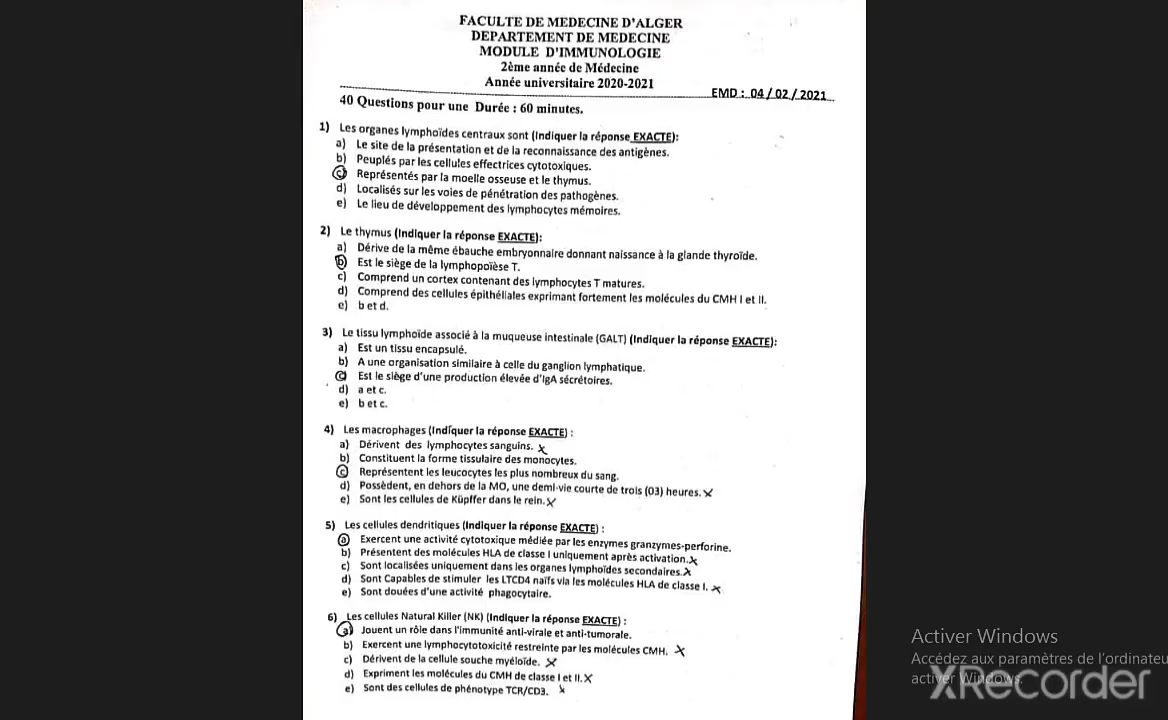 FACULTE DE MEDECINE D'ALGER
DEPARTEMENT DE MEDECINE
MODULE D'IMMUNOLOGIE
2ème année de Médecine
Année universitaire 2020-2021
EMD : 04 / 02 / 2021
40 Questions pour une Durée : 60 minutes.
1) Les organes lymphoïdes centraux sont (Indiquer la réponse EXACTE):
a) Le site de la présentation et de la reconnaissance des antigènes.
b) Peuplés par les cellules effectrices cytotoxiques.
c) Représentés par la moelle osseuse et le thymus.
d) Localisés sur les voies de pénétration des pathogènes.
e) Le lieu de développement des lymphocytes mémoires.
2) Le thymus (Indiquer la réponse EXACTE):
a) Dérive de la même ébauche embryonnaire donnant naissance à la glande thyroïde.
b) Est le siège de la lymphopoïèse T.
c) Comprend un cortex contenant des lymphocytes T matures.
d) Comprend des cellules épithéliales exprimant fortement les molécules du CMH I et II.
e) b et d.
3) Le tissu lymphoïde associé à la muqueuse intestinale (GALT) (Indiquer la réponse EXACTE):
a) Est un tissu encapsulé.
b) A une organisation similaire à celle du ganglion lymphatique.
c) Est le siège d'une production élevée d'IgA sécrétoires.
d) a et c.
e) b et c.
4) Les macrophages (Indiquer la réponse EXACTE) :
a) Dérivent des lymphocytes sanguins. x
b) Constituent la forme tissulaire des monocytes.
c) Représentent les leucocytes les plus nombreux du sang.
d) Possèdent, en dehors de la MO, une demi-vie courte de trois (03) heures. x
e) Sont les cellules de Küpffer dans le rein. x
5) Les cellules dendritiques (Indiquer la réponse EXACTE) :
a) Exercent une activité cytotoxique médiée par les enzymes granzymes-perforine.
b) Présentent des molécules HLA de classe I uniquement après activation. x
c) Sont localisées uniquement dans les organes lymphoïdes secondaires. x
d) Sont Capables de stimuler les LTCD4 naïfs via les molécules HLA de classe I. x
e) Sont douées d'une activité phagocytaire.
6) Les cellules Natural Killer (NK) (Indiquer la réponse EXACTE) :
a) Jouent un rôle dans l'immunité anti-virale et anti-tumorale.
b) Exercent une lymphocytotoxicité restreinte par les molécules CMH. x
c) Dérivent de la cellule souche myéloïde. x
d) Expriment les molécules du CMH de classe I et II. x
e) Sont des cellules de phénotype TCR/CD3. x
Activer Windows
Accédez aux paramètres de l'ordinateu
activer Windows.
XRecorder